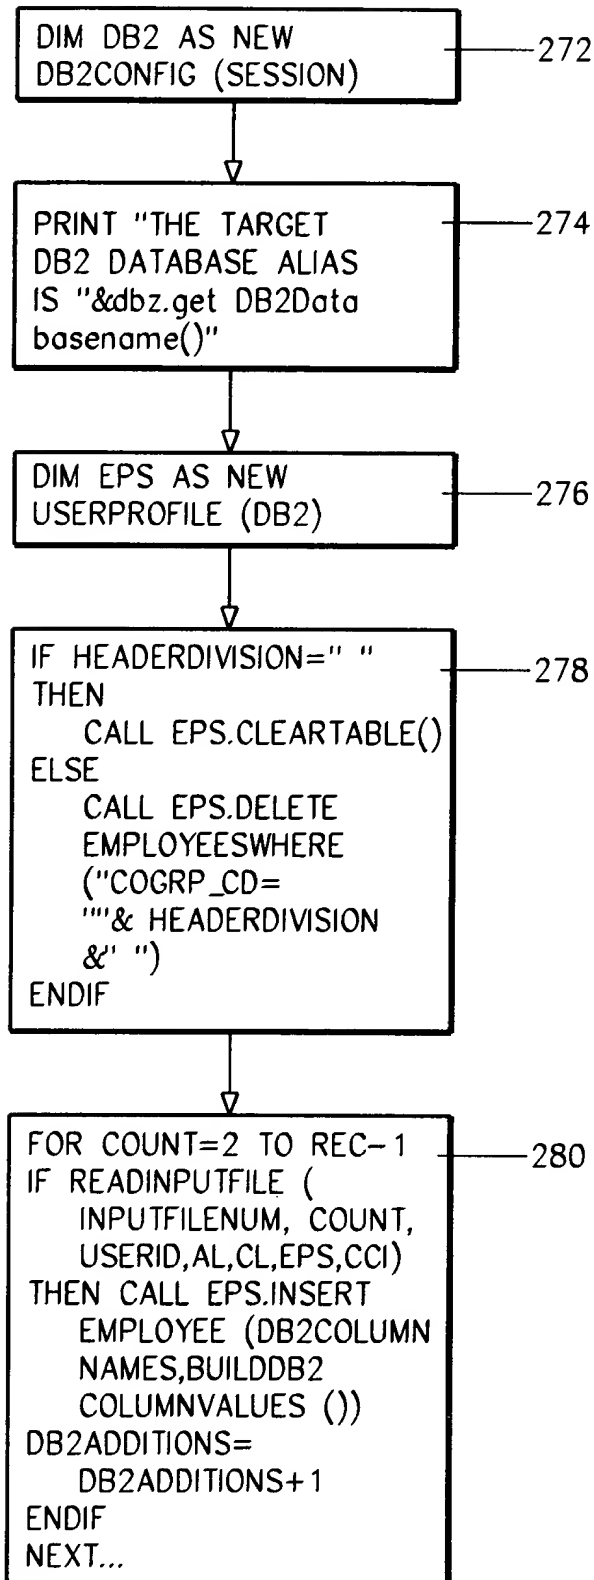 DIM DB2 AS NEW
DB2CONFIG (SESSION)
272
PRINT "THE TARGET
DB2 DATABASE ALIAS
IS "&dbz.get DB2Data
basename()"
274
DIM EPS AS NEW
USERPROFILE (DB2)
276
IF HEADERDIVISION=" "
THEN
CALL EPS.CLEARTABLE()
ELSE
CALL EPS.DELETE
EMPLOYEESWHERE
("COGRP_CD=
""& HEADERDIVISION
&" ")
ENDIF
278
FOR COUNT=2 TO REC-1
IF READINPUTFILE (
INPUTFILENUM, COUNT,
USERID,AL,CL,EPS,CCI)
THEN CALL EPS.INSERT
EMPLOYEE (DB2COLUMN
NAMES,BUILDDB2
COLUMNVALUES ())
DB2ADDITIONS=
DB2ADDITIONS+1
ENDIF
NEXT...
280